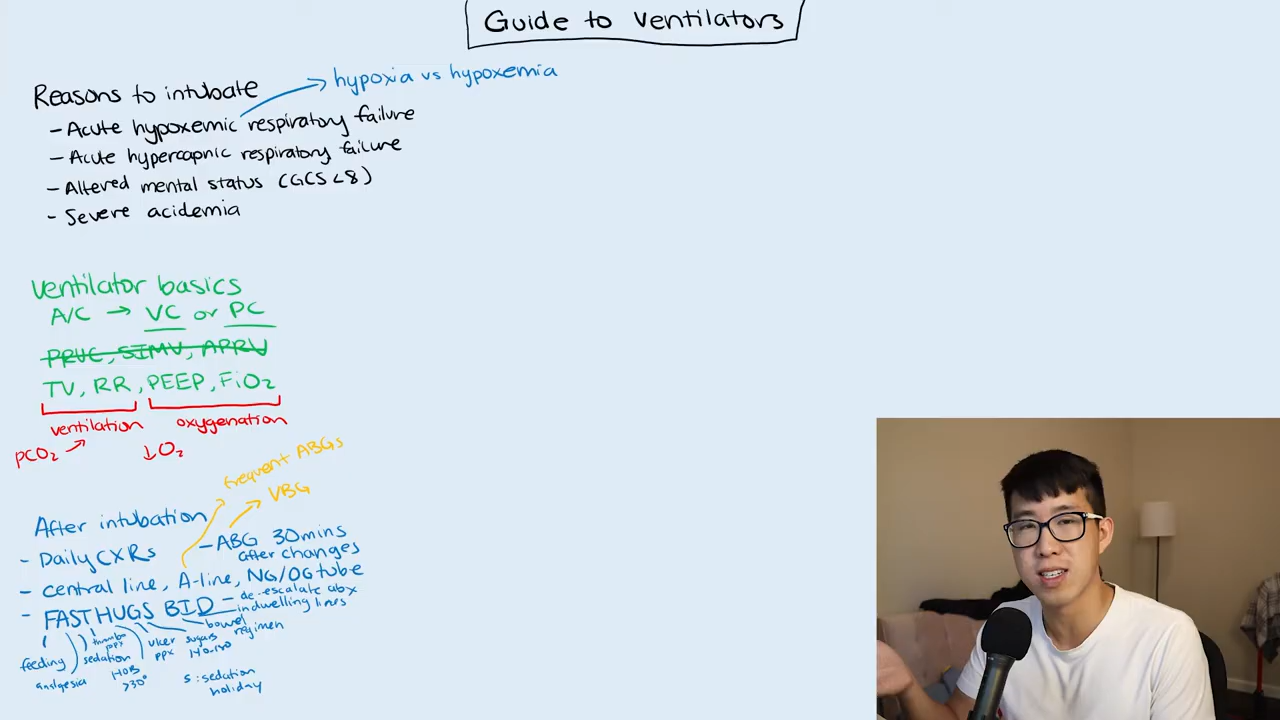 Guide to Ventilators
Reasons to intubate
hypoxia vs hypoxemia
- Acute hypoxemic respiratory failure
- Acute hypercapnic respiratory failure
- Altered mental status (GCS < 8)
- Severe acidemia
Ventilator basics
A/C → VC or PC
PRVC, SIMV, APRV
TV, RR, PEEP, FiO2
ventilation
oxygenation
pCO2
↓O2
frequent ABGs
VBG
After intubation
- Daily CXRs
- ABG 30mins
after changes
- central line, A-line, NG/OG tube
- FASTHUGS BID
- de-escalate abx
indwelling lines
bowel
regimen
feeding
analgesia
thrombo
ppx
sedation
HOB
>30°
ulcer
ppx
sugars
140-180
s: sedation
holiday